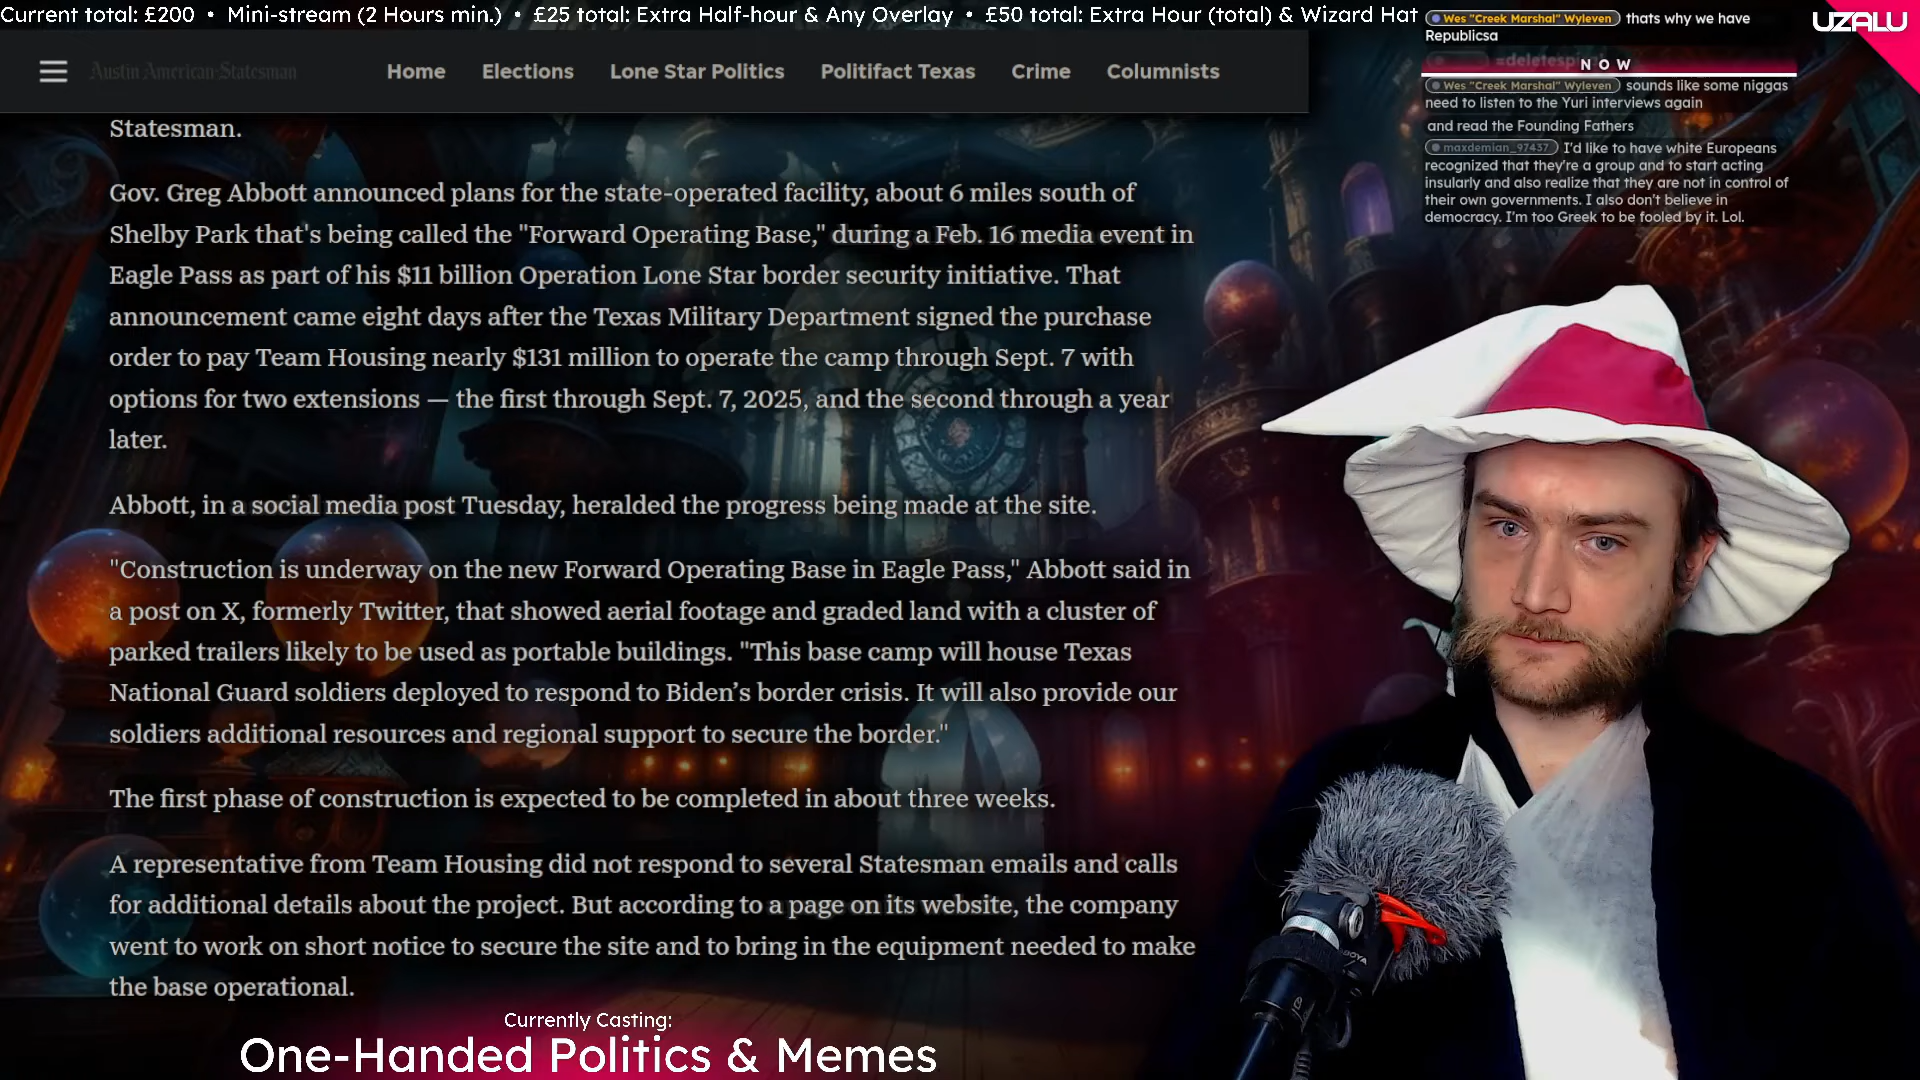 Current total: £200 • Mini-stream (2 Hours min.) • £25 total: Extra Half-hour & Any Overlay • £50 total: Extra Hour (total) & Wizard Hat
Wes "Creek Marshal" Wyleven thats why we have
Republicsa
UZALU
NOW
Wes "Creek Marshal" Wyleven sounds like some niggas
need to listen to the Yuri interviews again
and read the Founding Fathers
maxdemian_97437 I'd like to have white Europeans
recognized that they're a group and to start acting
insularly and also realize that they are not in control of
their own governments. I also don't believe in
democracy. I'm too Greek to be fooled by it. Lol.
Austin American-Statesman
Home Elections Lone Star Politics Politifact Texas Crime Columnists
Statesman.
Gov. Greg Abbott announced plans for the state-operated facility, about 6 miles south of
Shelby Park that's being called the "Forward Operating Base," during a Feb. 16 media event in
Eagle Pass as part of his $11 billion Operation Lone Star border security initiative. That
announcement came eight days after the Texas Military Department signed the purchase
order to pay Team Housing nearly $131 million to operate the camp through Sept. 7 with
options for two extensions — the first through Sept. 7, 2025, and the second through a year
later.
Abbott, in a social media post Tuesday, heralded the progress being made at the site.
"Construction is underway on the new Forward Operating Base in Eagle Pass," Abbott said in
a post on X, formerly Twitter, that showed aerial footage and graded land with a cluster of
parked trailers likely to be used as portable buildings. "This base camp will house Texas
National Guard soldiers deployed to respond to Biden’s border crisis. It will also provide our
soldiers additional resources and regional support to secure the border."
The first phase of construction is expected to be completed in about three weeks.
A representative from Team Housing did not respond to several Statesman emails and calls
for additional details about the project. But according to a page on its website, the company
went to work on short notice to secure the site and to bring in the equipment needed to make
the base operational.
BOYA
Currently Casting:
One-Handed Politics & Memes